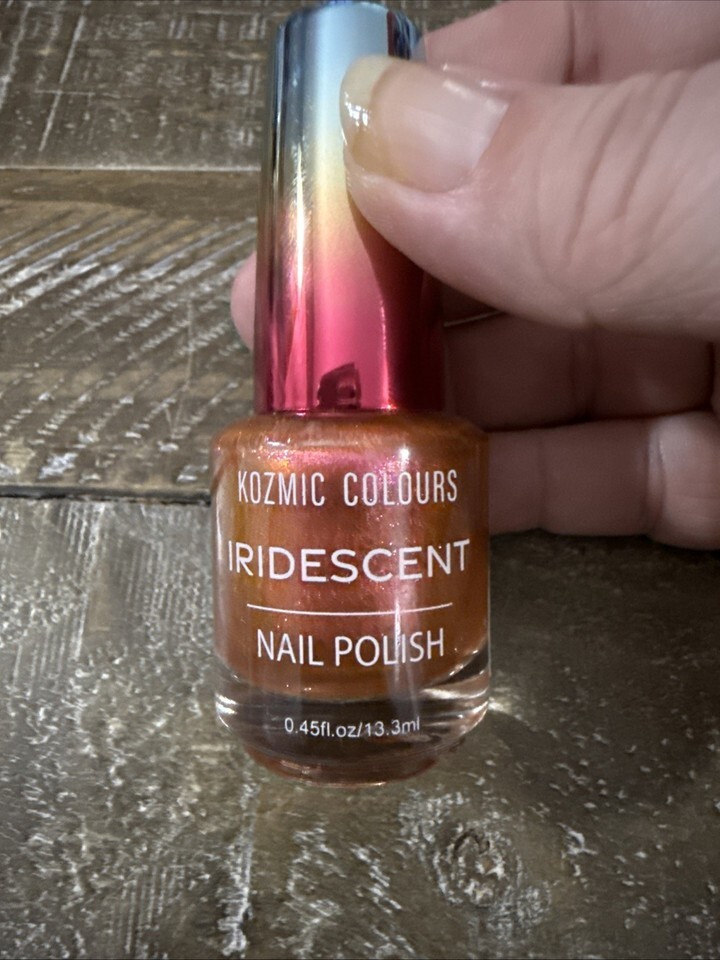 KOZMIC COLOURS
IRIDESCENT
NAIL POLISH
0.45fl.oz/13.3ml